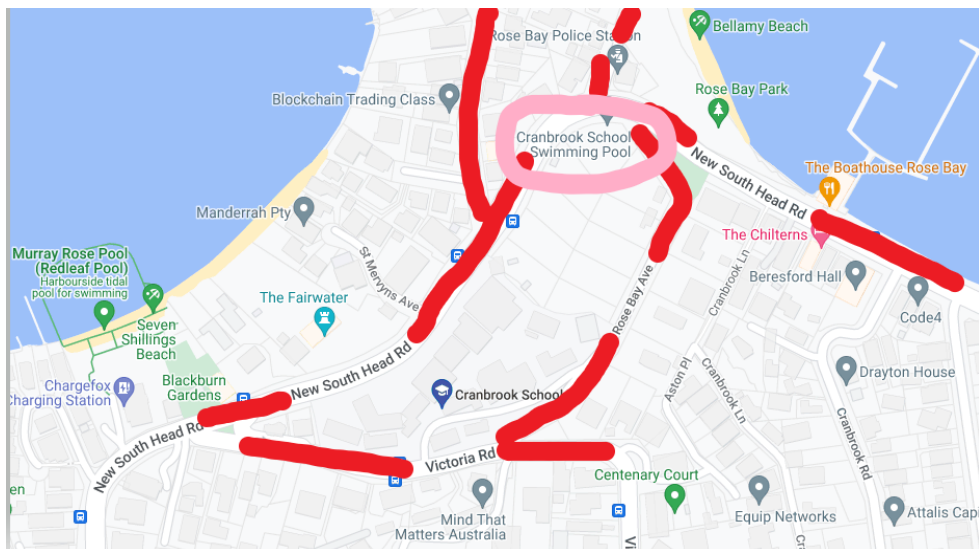 Bellamy Beach
Rose Bay Police Station
Blockchain Trading Class
Rose Bay Park
Cranbrook School
Swimming Pool
New South Head Rd
The Boathouse Rose Bay
Manderrah Pty
The Chilterns
Murray Rose Pool
(Redleaf Pool)
Harbourside tidal
pool for swimming
St Mervyns Ave
Cranbrook Ln
Beresford Hall
The Fairwater
Rose Bay Ave
Code4
Seven
Shillings
Beach
New South Head Rd
Drayton House
Blackburn
Gardens
Chargefox
Charging Station
Cranbrook School
Aston Pl
Cranbrook Ln
New South Head Rd
Cranbrook Rd
Victoria Rd
Centenary Court
en
Mind That
Matters Australia
Equip Networks
Attalis Cap
Vi